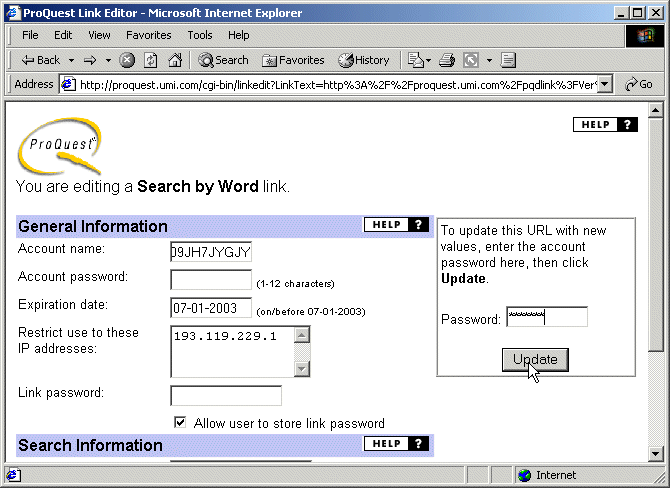 ProQuest Link Editor - Microsoft Internet Explorer
File Edit View Favorites Tools Help
Back Search Favorites History
Address http://proquest.umi.com/cgi-bin/linkedit?LinkText=http%3A%2F%2Fproquest.umi.com%2Fpqdlink%3FVer% Go
HELP ?
ProQuest
You are editing a Search by Word link.
General Information HELP ?
Account name: 09JH7JYGJY
Account password: (1-12 characters)
Expiration date: 07-01-2003 (on/before 07-01-2003)
Restrict use to these
IP addresses:
193.119.229.1
Link password:
Allow user to store link password
Search Information HELP ?
To update this URL with new
values, enter the account
password here, then click
Update.
Password: ********
Update
Internet